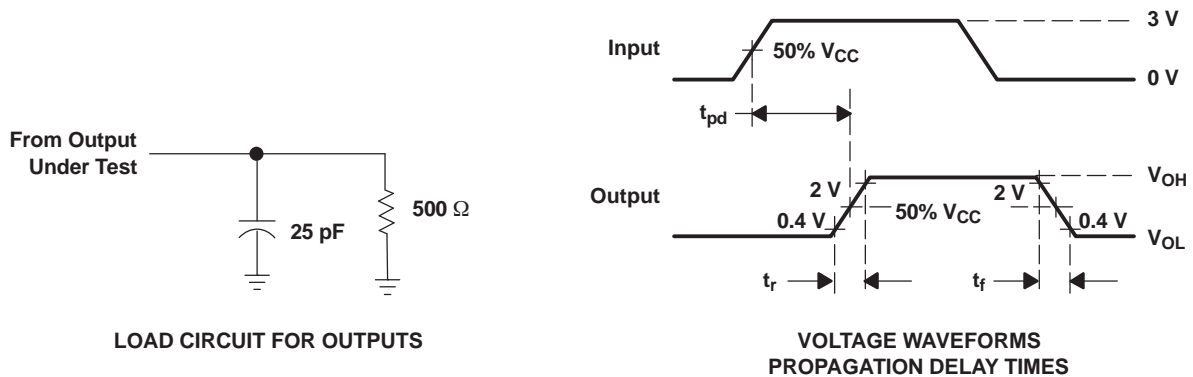 From Output
Under Test
25 pF
500 Ω
LOAD CIRCUIT FOR OUTPUTS
Input
50% VCC
3 V
0 V
tpd
Output
2 V
0.4 V
50% VCC
2 V
0.4 V
VOH
VOL
tr
tf
VOLTAGE WAVEFORMS
PROPAGATION DELAY TIMES